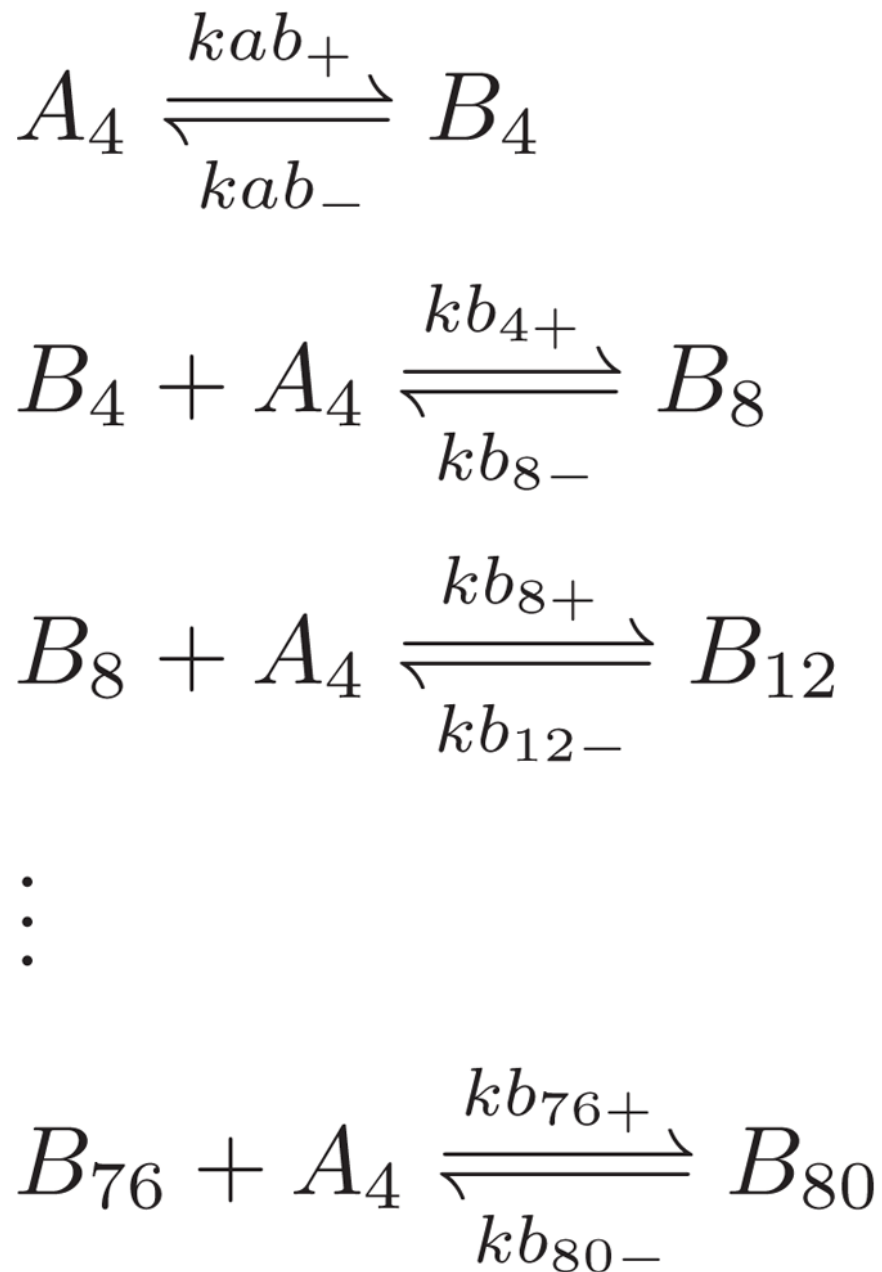 kab₊
A₄ ⇌ B₄
kab₋
kb₄₊
B₄ + A₄ ⇌ B₈
kb₈₋
kb₈₊
B₈ + A₄ ⇌ B₁₂
kb₁₂₋
⋮
kb₇₆₊
B₇₆ + A₄ ⇌ B₈₀
kb₈₀₋